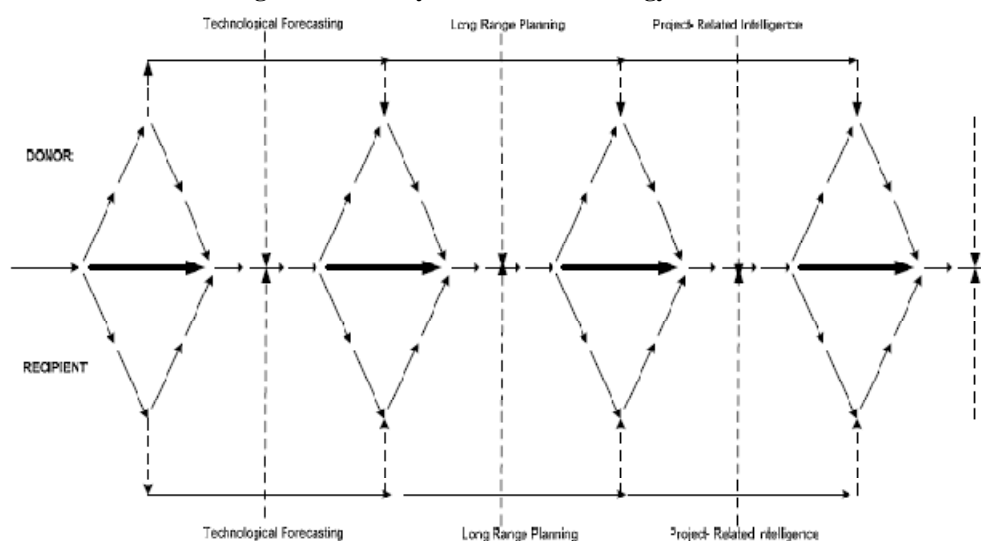 Technological Forecasting Long Range Planning Project- Related Intelligence
DONOR:
RECIPIENT
Technological Forecasting Long Range Planning Project- Related Intelligence